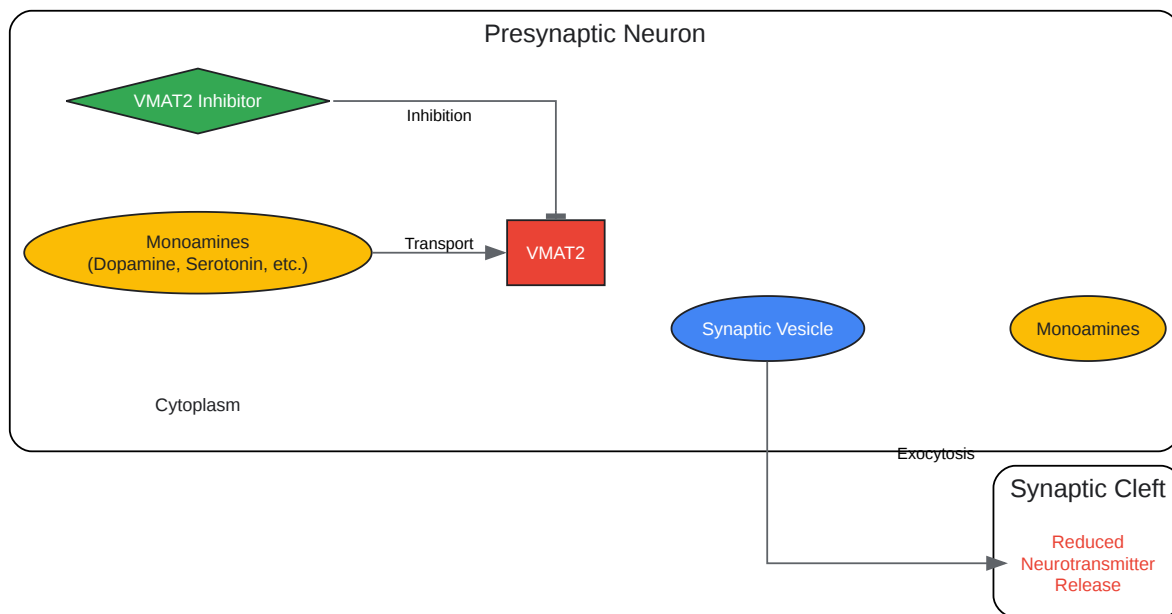 Presynaptic Neuron
VMAT2 Inhibitor
Inhibition
Monoamines
(Dopamine, Serotonin, etc.)
Transport
VMAT2
Synaptic Vesicle
Monoamines
Cytoplasm
Exocytosis
Synaptic Cleft
Reduced
Neurotransmitter
Release